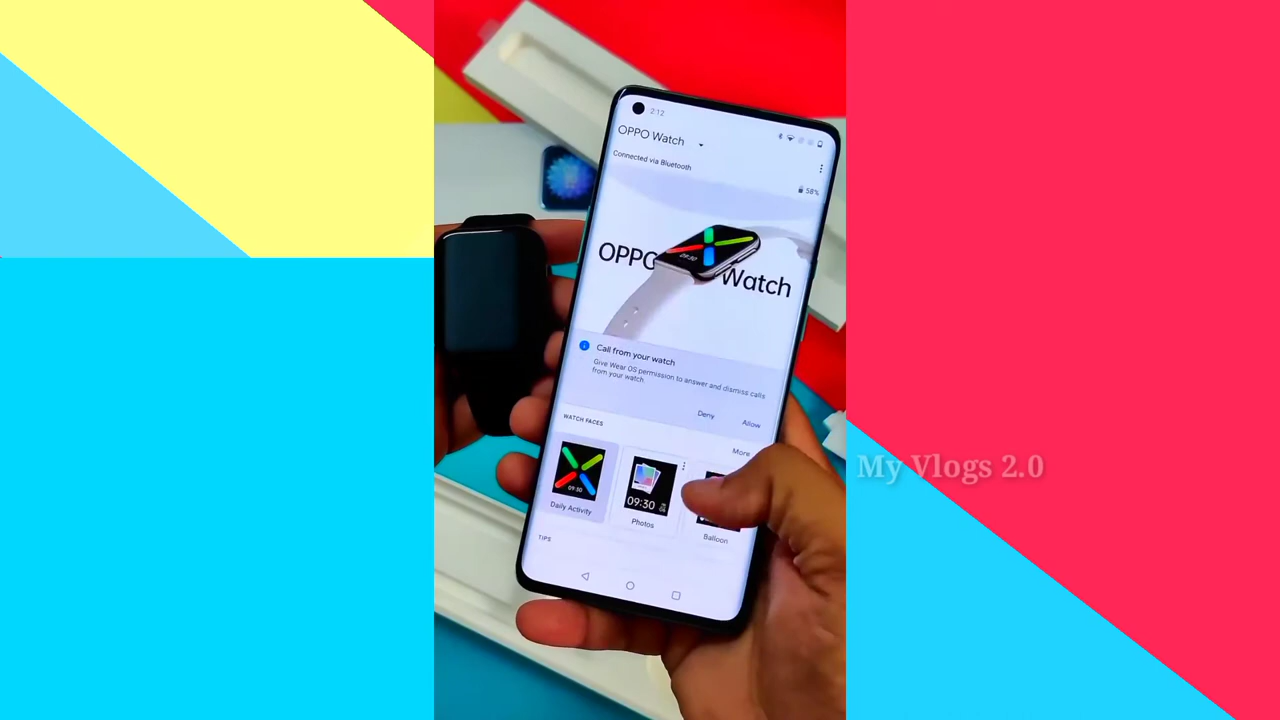 2:12
OPPO Watch
Connected via Bluetooth
58%
OPPO
09:30
Watch
Call from your watch
Give Wear OS permission to answer and dismiss calls
from your watch.
Deny
Allow
WATCH FACES
More
09:30
09:30
Daily Activity
Photos
Balloon
TIPS
My Vlogs 2.0